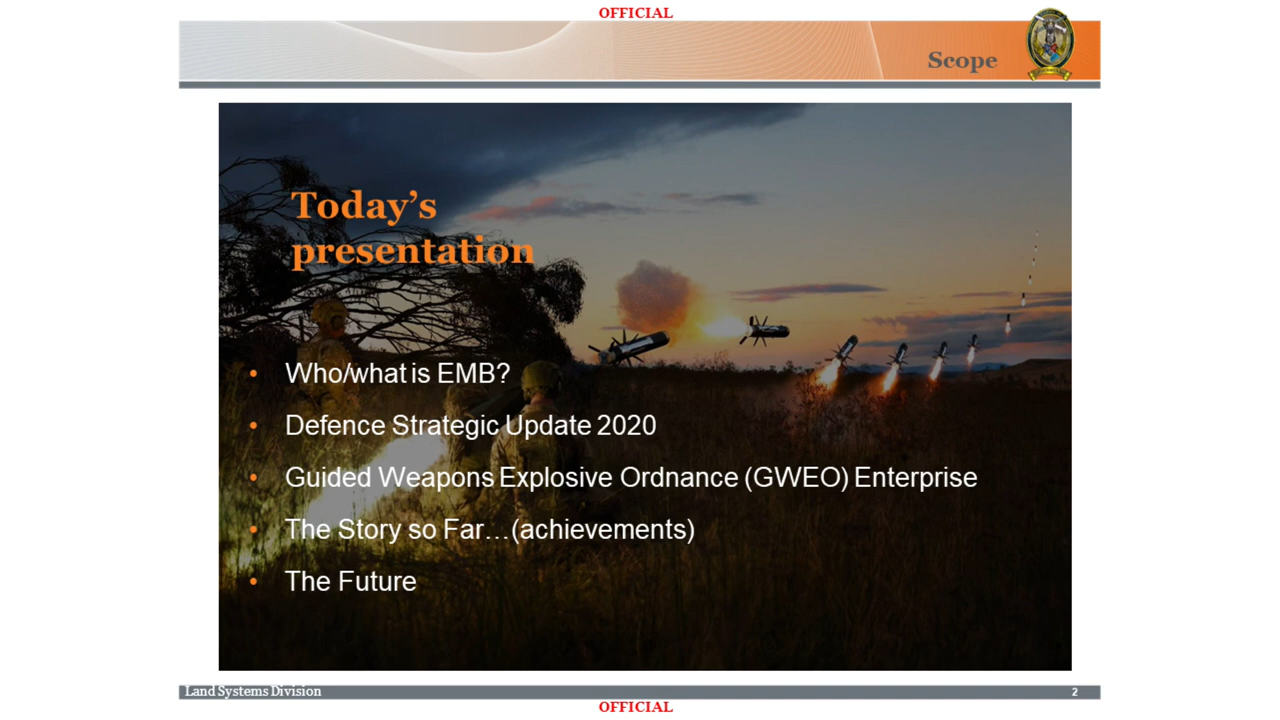 OFFICIAL
Scope
Today’s
presentation
• Who/what is EMB?
• Defence Strategic Update 2020
• Guided Weapons Explosive Ordnance (GWEO) Enterprise
• The Story so Far…(achievements)
• The Future
Land Systems Division
2
OFFICIAL